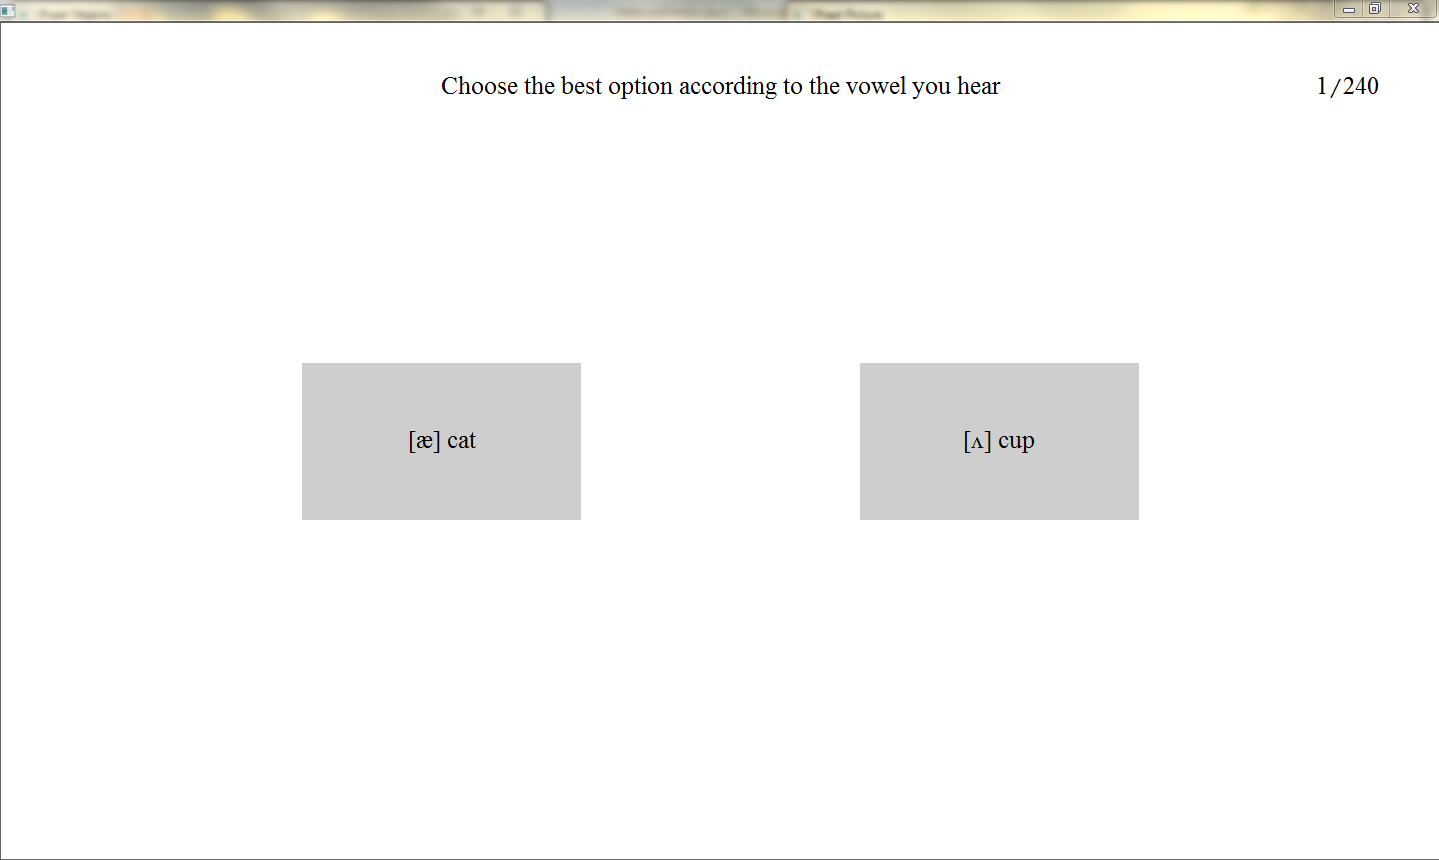 Choose the best option according to the vowel you hear
1/240
[æ] cat
[ʌ] cup